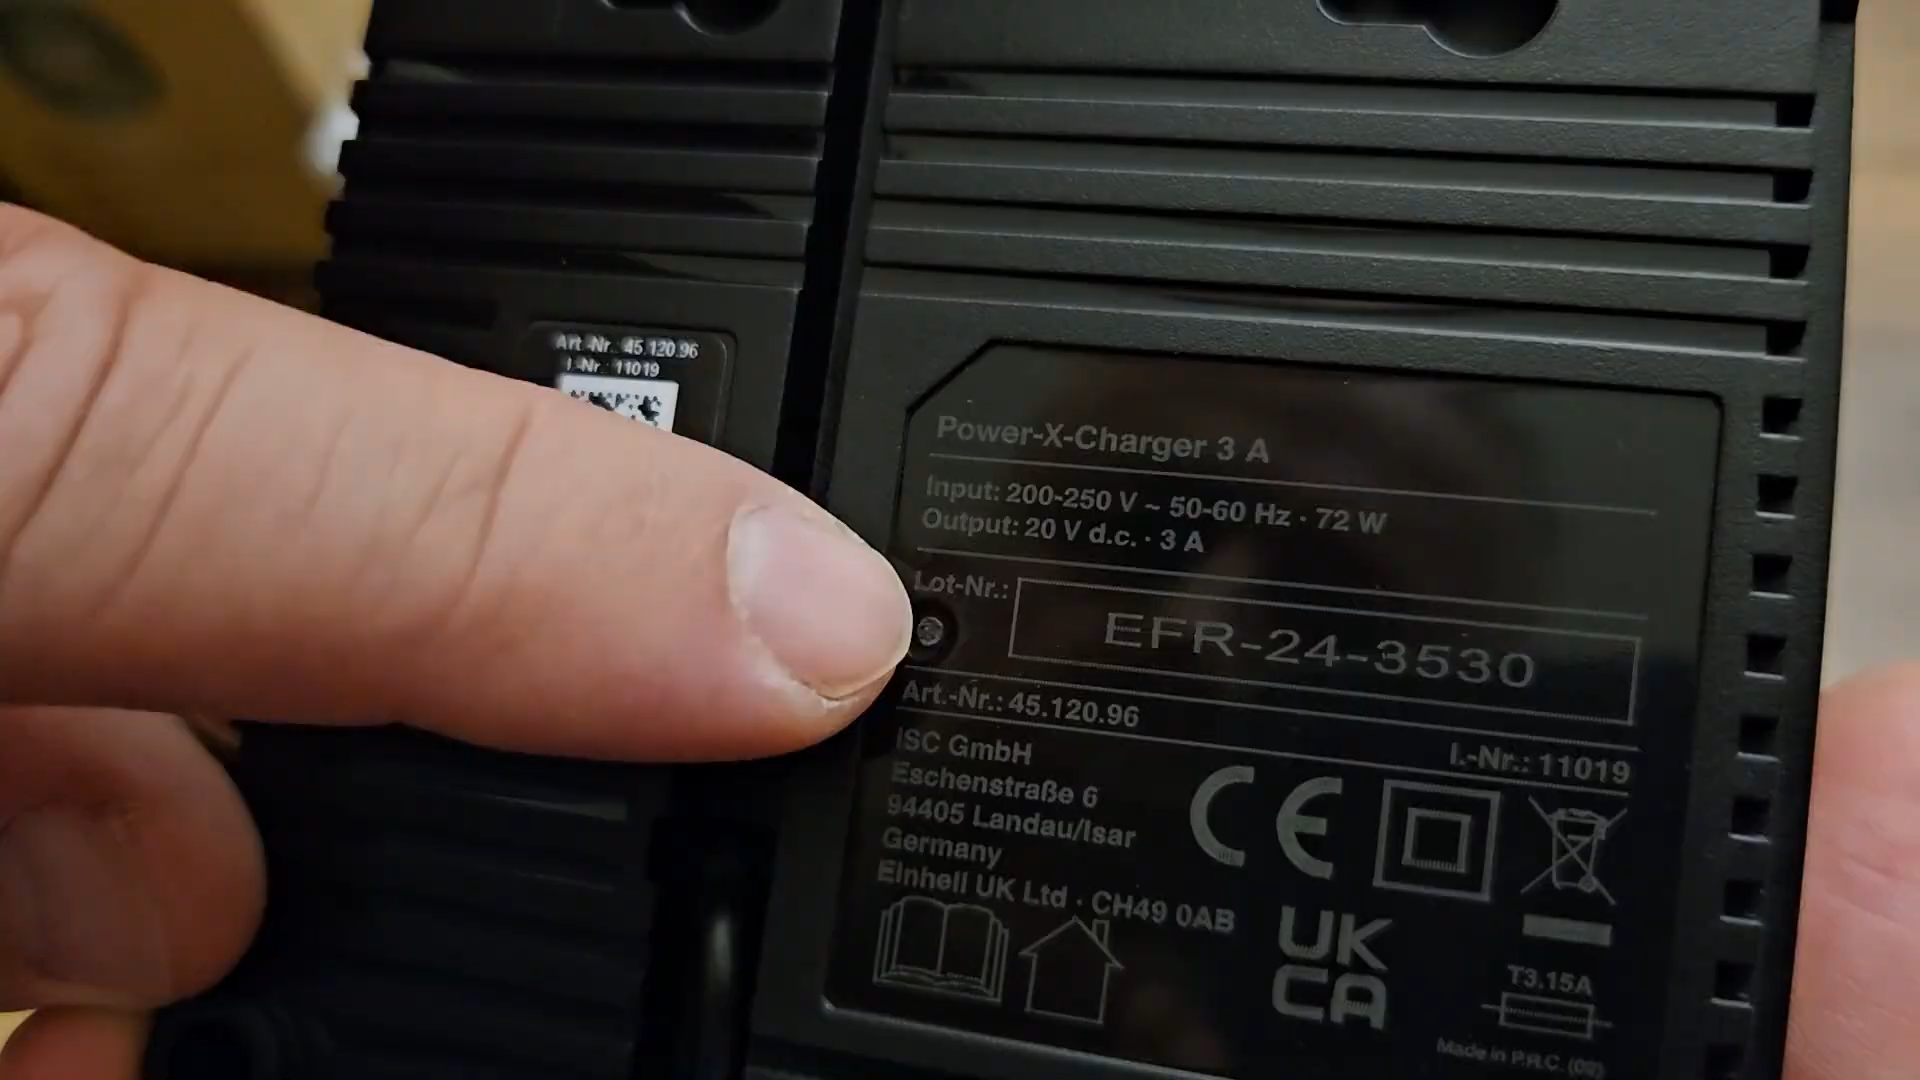 Art.-Nr.: 45.120.96
I.-Nr.: 11019
Power-X-Charger 3 A
Input: 200-250 V ~ 50-60 Hz · 72 W
Output: 20 V d.c. · 3 A
Lot-Nr.:
EFR-24-3530
Art.-Nr.: 45.120.96
I.-Nr.: 11019
ISC GmbH
Eschenstraße 6
94405 Landau/Isar
Germany
Einhell UK Ltd · CH49 0AB
CE
UK
CA
T3.15A
Made in P.R.C. (02)